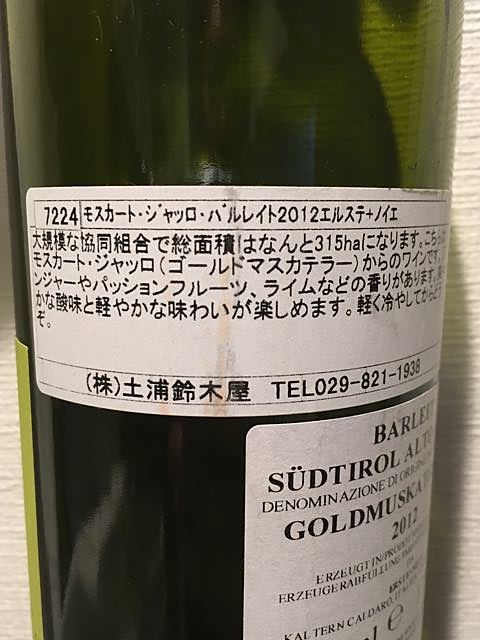 7224 モスカート・ジャッロ・バルレイト2012エルステ+ノイエ
大規模な協同組合で総面積はなんと315haになります。こちら
モスカート・ジャッロ(ゴールドマスカテラー)からのワインです
ンジャーやパッションフルーツ、ライムなどの香りがあります。
かな酸味と軽やかな味わいが楽しめます。軽く冷やしてからど
ぞ。
(株)土浦鈴木屋 TEL029-821-1938
BARLEIT
SÜDTIROL ALT
DENOMINAZIONE DI ORIGIN
GOLDMUSKA
2012
ERZEUGT IN/PRODOT
ERZEUGERABFÜLLUNG/IMB
KALTERN CALDARO, ITAL